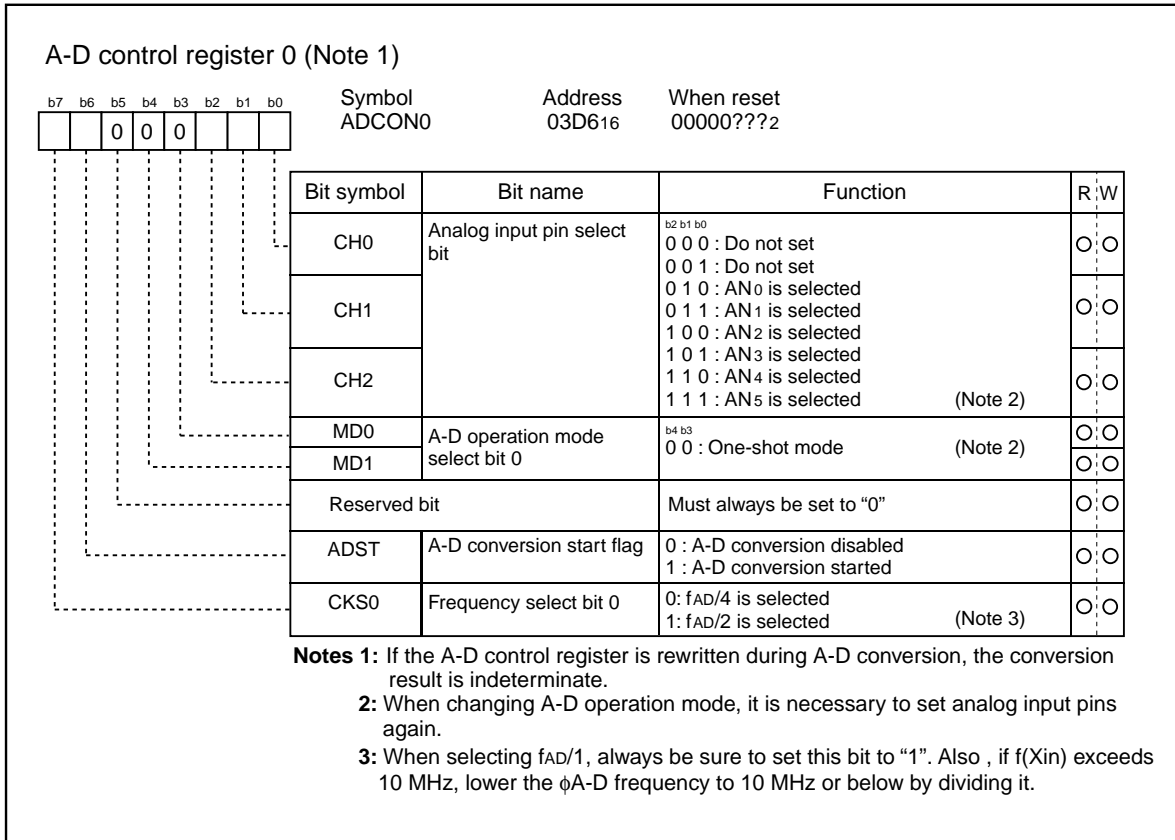 A-D control register 0 (Note 1)
b7 b6 b5 b4 b3 b2 b1 b0
0 0 0
Symbol Address When reset
ADCON0 03D616 00000???2
Bit symbol Bit name Function R W
CH0 Analog input pin select
bit
b2 b1 b0
0 0 0 : Do not set
0 0 1 : Do not set
0 1 0 : AN0 is selected
CH1
0 1 1 : AN1 is selected
1 0 0 : AN2 is selected
1 0 1 : AN3 is selected
CH2
1 1 0 : AN4 is selected
1 1 1 : AN5 is selected (Note 2)
MD0
MD1
A-D operation mode
select bit 0
b4 b3
0 0 : One-shot mode (Note 2)
Reserved bit Must always be set to “0”
ADST A-D conversion start flag 0 : A-D conversion disabled
1 : A-D conversion started
CKS0 Frequency select bit 0 0: fAD/4 is selected
1: fAD/2 is selected (Note 3)
Notes 1: If the A-D control register is rewritten during A-D conversion, the conversion
result is indeterminate.
2: When changing A-D operation mode, it is necessary to set analog input pins
again.
3: When selecting fAD/1, always be sure to set this bit to “1”. Also , if f(Xin) exceeds
10 MHz, lower the ϕA-D frequency to 10 MHz or below by dividing it.